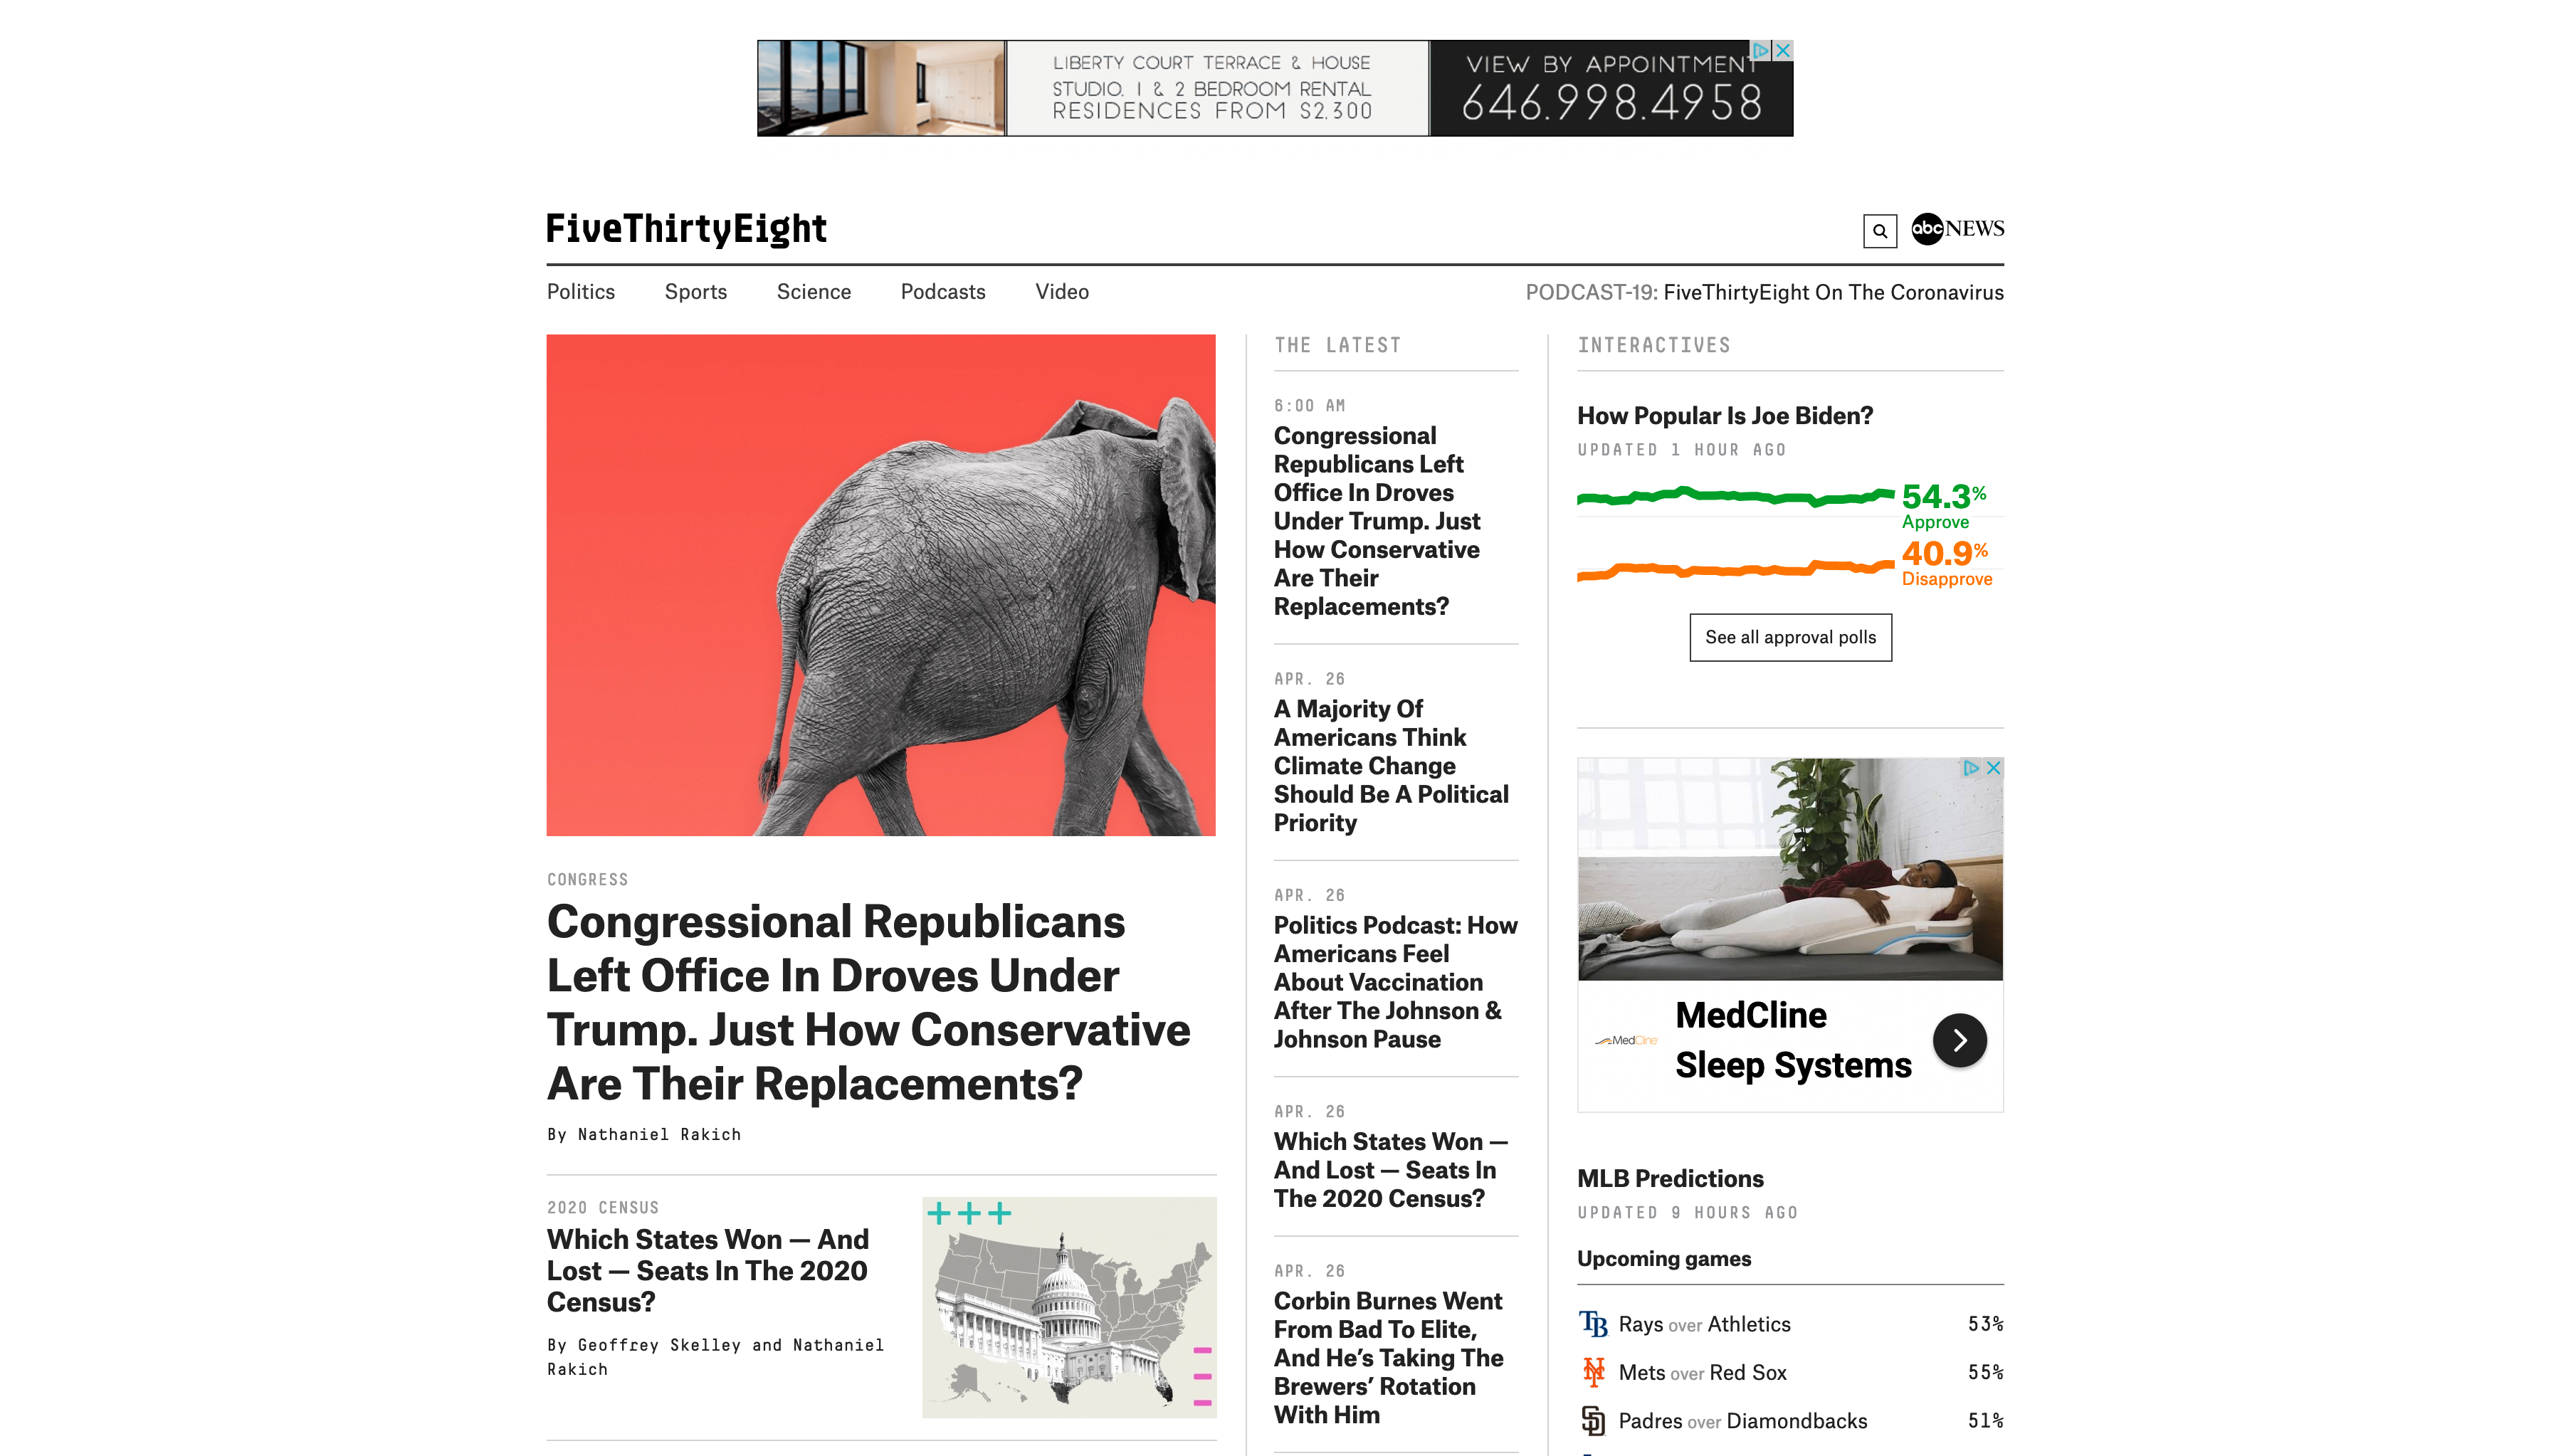 LIBERTY COURT TERRACE & HOUSE
STUDIO, 1 & 2 BEDROOM RENTAL
RESIDENCES FROM $2,300
VIEW BY APPOINTMENT
646.998.4958
FiveThirtyEight
abc NEWS
Politics
Sports
Science
Podcasts
Video
PODCAST-19: FiveThirtyEight On The Coronavirus
CONGRESS
Congressional Republicans
Left Office In Droves Under
Trump. Just How Conservative
Are Their Replacements?
By Nathaniel Rakich
2020 CENSUS
Which States Won — And
Lost — Seats In The 2020
Census?
By Geoffrey Skelley and Nathaniel
Rakich
THE LATEST
6:00 AM
Congressional
Republicans Left
Office In Droves
Under Trump. Just
How Conservative
Are Their
Replacements?
APR. 26
A Majority Of
Americans Think
Climate Change
Should Be A Political
Priority
APR. 26
Politics Podcast: How
Americans Feel
About Vaccination
After The Johnson &
Johnson Pause
APR. 26
Which States Won —
And Lost — Seats In
The 2020 Census?
APR. 26
Corbin Burnes Went
From Bad To Elite,
And He’s Taking The
Brewers’ Rotation
With Him
INTERACTIVES
How Popular Is Joe Biden?
UPDATED 1 HOUR AGO
54.3%
Approve
40.9%
Disapprove
See all approval polls
MedCline
MedCline
Sleep Systems
MLB Predictions
UPDATED 9 HOURS AGO
Upcoming games
TB Rays over Athletics 53%
NY Mets over Red Sox 55%
SD Padres over Diamondbacks 51%